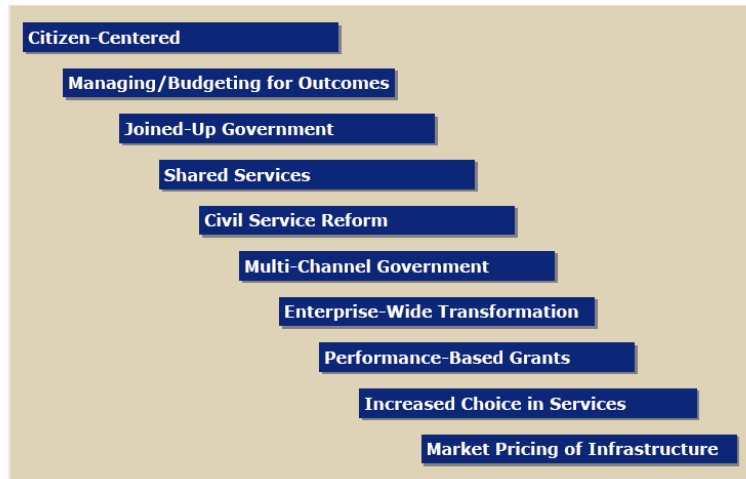 Citizen-Centered
Managing/Budgeting for Outcomes
Joined-Up Government
Shared Services
Civil Service Reform
Multi-Channel Government
Enterprise-Wide Transformation
Performance-Based Grants
Increased Choice in Services
Market Pricing of Infrastructure